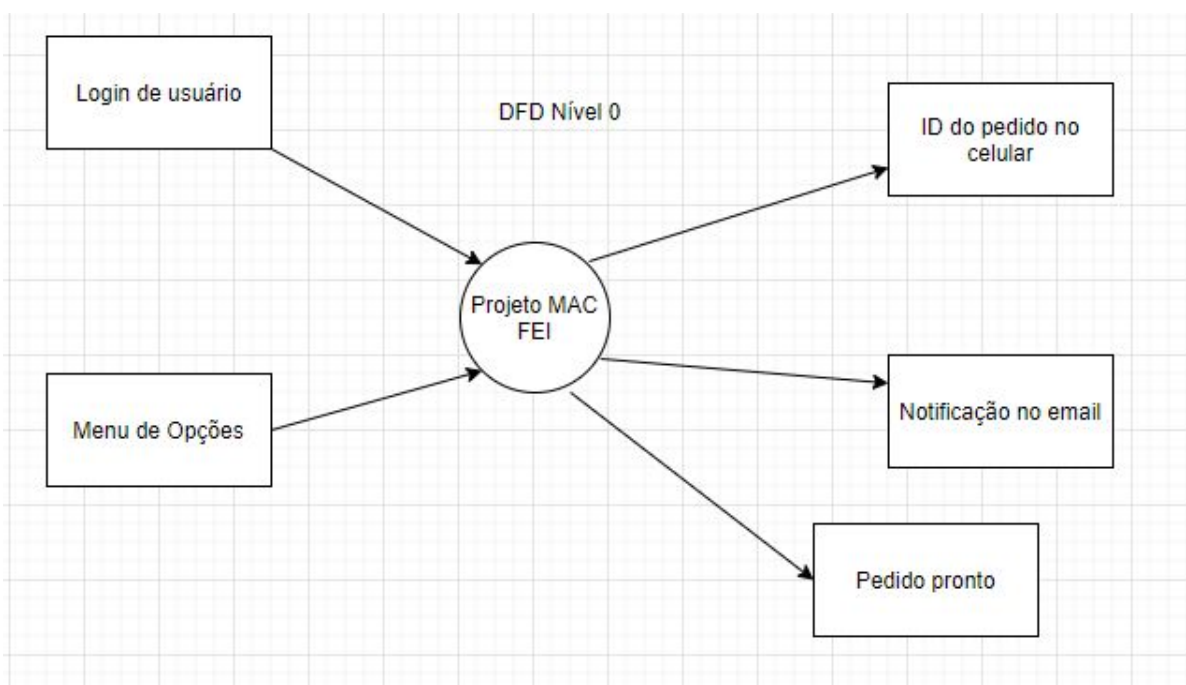 Login de usuário
DFD Nível 0
ID do pedido no
celular
Projeto MAC
FEI
Menu de Opções
Notificação no email
Pedido pronto